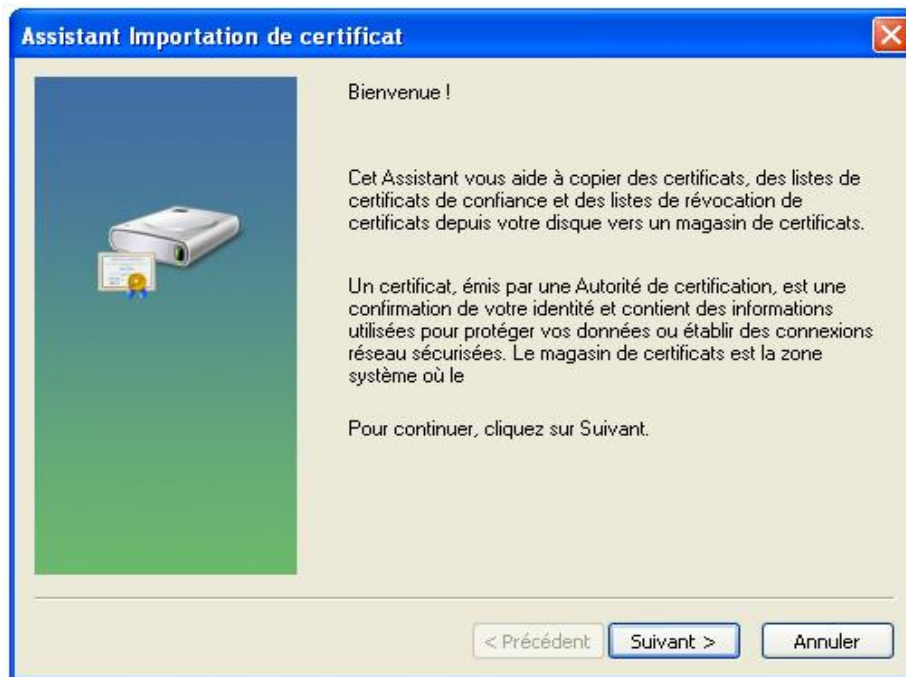 Assistant Importation de certificat
Bienvenue !
Cet Assistant vous aide à copier des certificats, des listes de
certificats de confiance et des listes de révocation de
certificats depuis votre disque vers un magasin de certificats.
Un certificat, émis par une Autorité de certification, est une
confirmation de votre identité et contient des informations
utilisées pour protéger vos données ou établir des connexions
réseau sécurisées. Le magasin de certificats est la zone
système où le
Pour continuer, cliquez sur Suivant.
< Précédent Suivant > Annuler